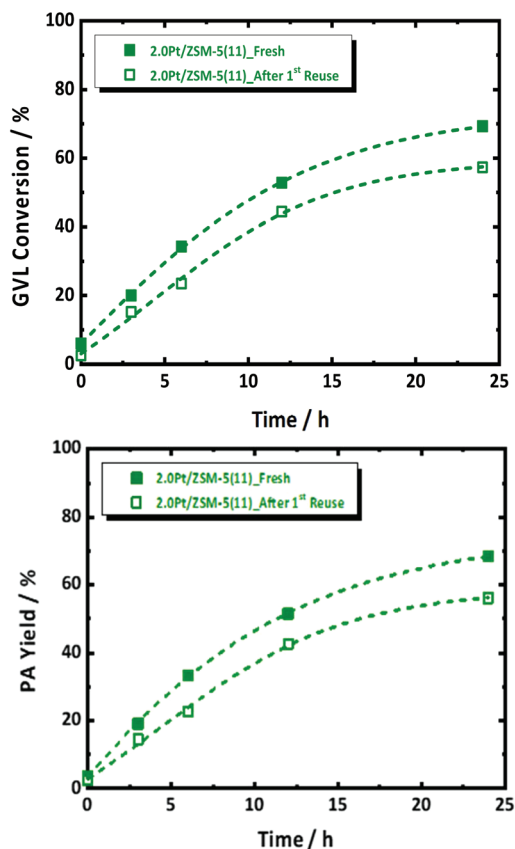 100
80
60
40
20
0
GVL Conversion / %
2.0Pt/ZSM-5(11)_Fresh
2.0Pt/ZSM-5(11)_After 1st Reuse
0 5 10 15 20 25
Time / h
100
80
60
40
20
0
PA Yield / %
2.0Pt/ZSM-5(11)_Fresh
2.0Pt/ZSM-5(11)_After 1st Reuse
0 5 10 15 20 25
Time / h